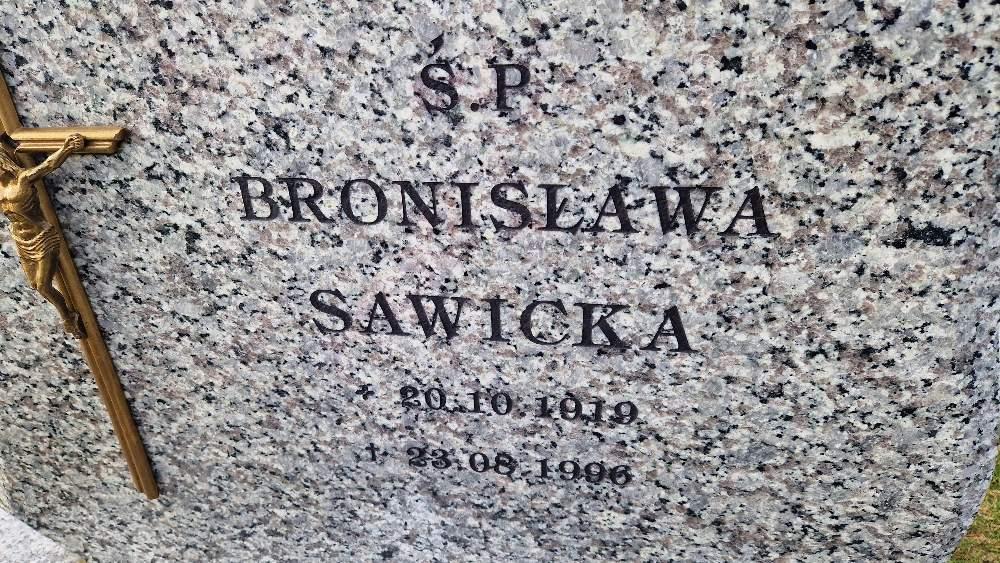 Ś.P
BRONISŁAWA
SAWICKA
* 20.10.1919
† 23.08.1996